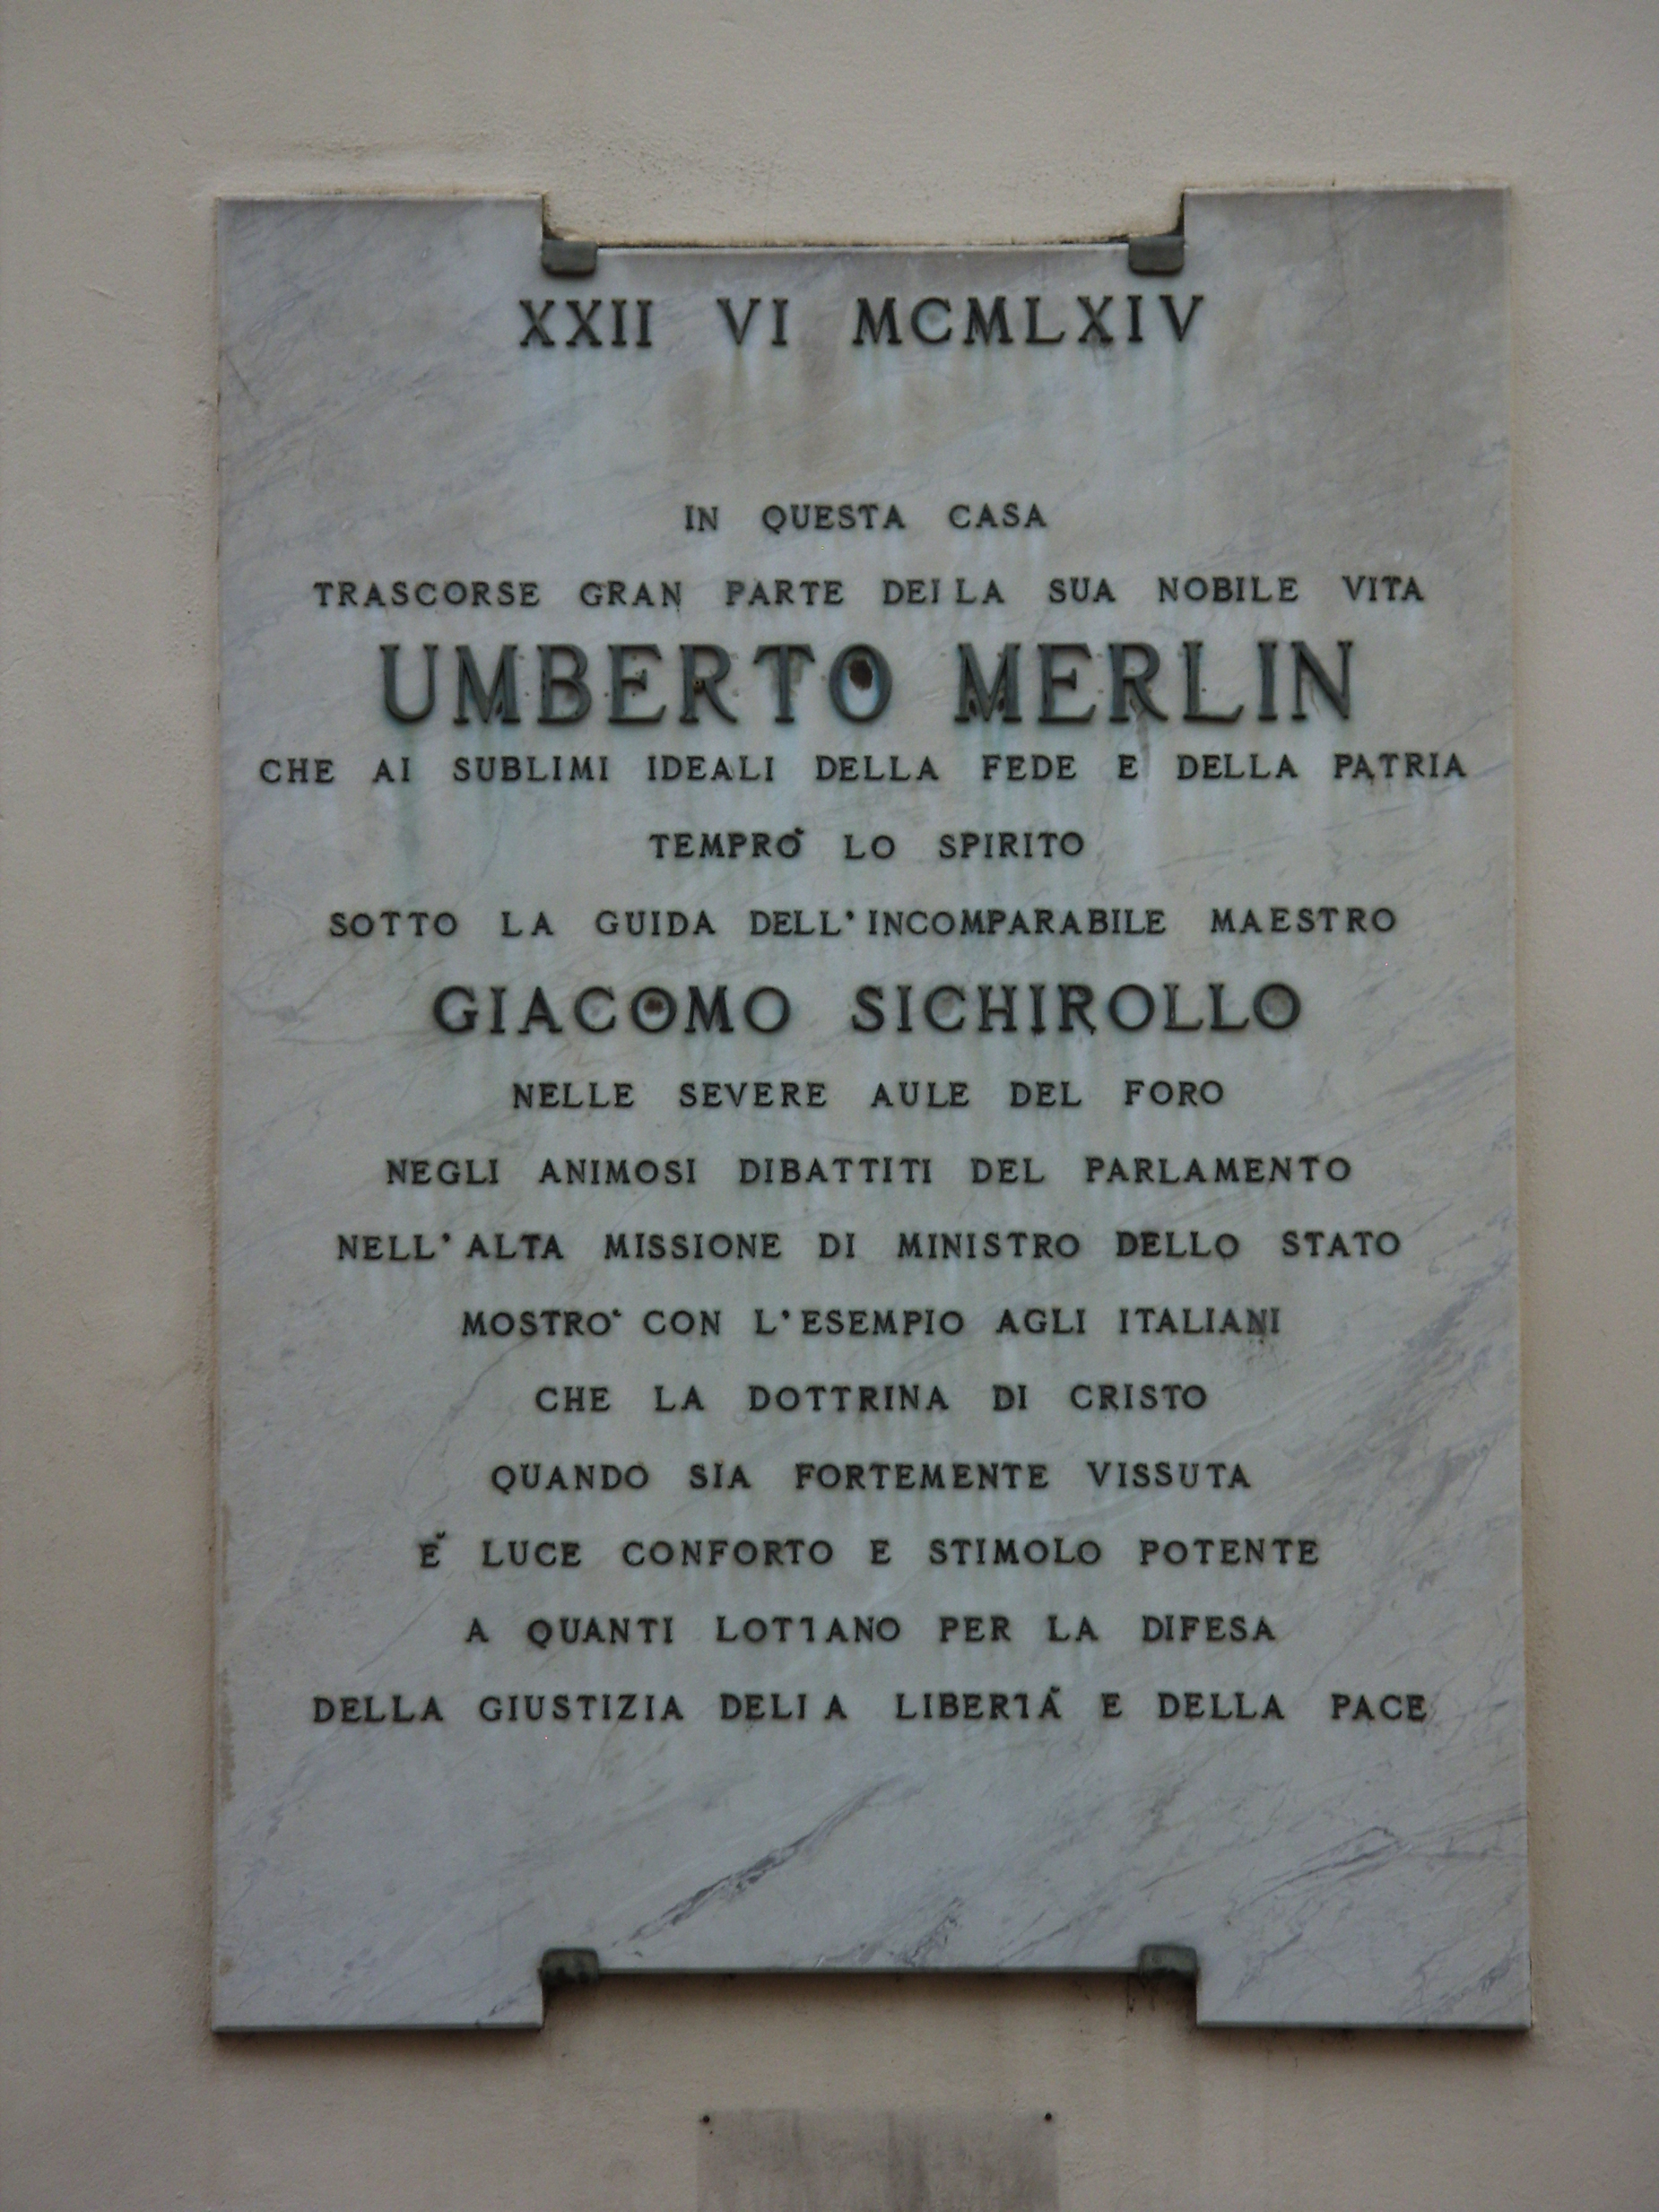 XXII VI MCMLXIV
IN QUESTA CASA
TRASCORSE GRAN PARTE DELLA SUA NOBILE VITA
UMBERTO MERLIN
CHE AI SUBLIMI IDEALI DELLA FEDE E DELLA PATRIA
TEMPRÒ LO SPIRITO
SOTTO LA GUIDA DELL'INCOMPARABILE MAESTRO
GIACOMO SICHIROLLO
NELLE SEVERE AULE DEL FORO
NEGLI ANIMOSI DIBATTITI DEL PARLAMENTO
NELL'ALTA MISSIONE DI MINISTRO DELLO STATO
MOSTRO' CON L'ESEMPIO AGLI ITALIANI
CHE LA DOTTRINA DI CRISTO
QUANDO SIA FORTEMENTE VISSUTA
È LUCE CONFORTO E STIMOLO POTENTE
A QUANTI LOTTANO PER LA DIFESA
DELLA GIUSTIZIA DELLA LIBERTÀ E DELLA PACE